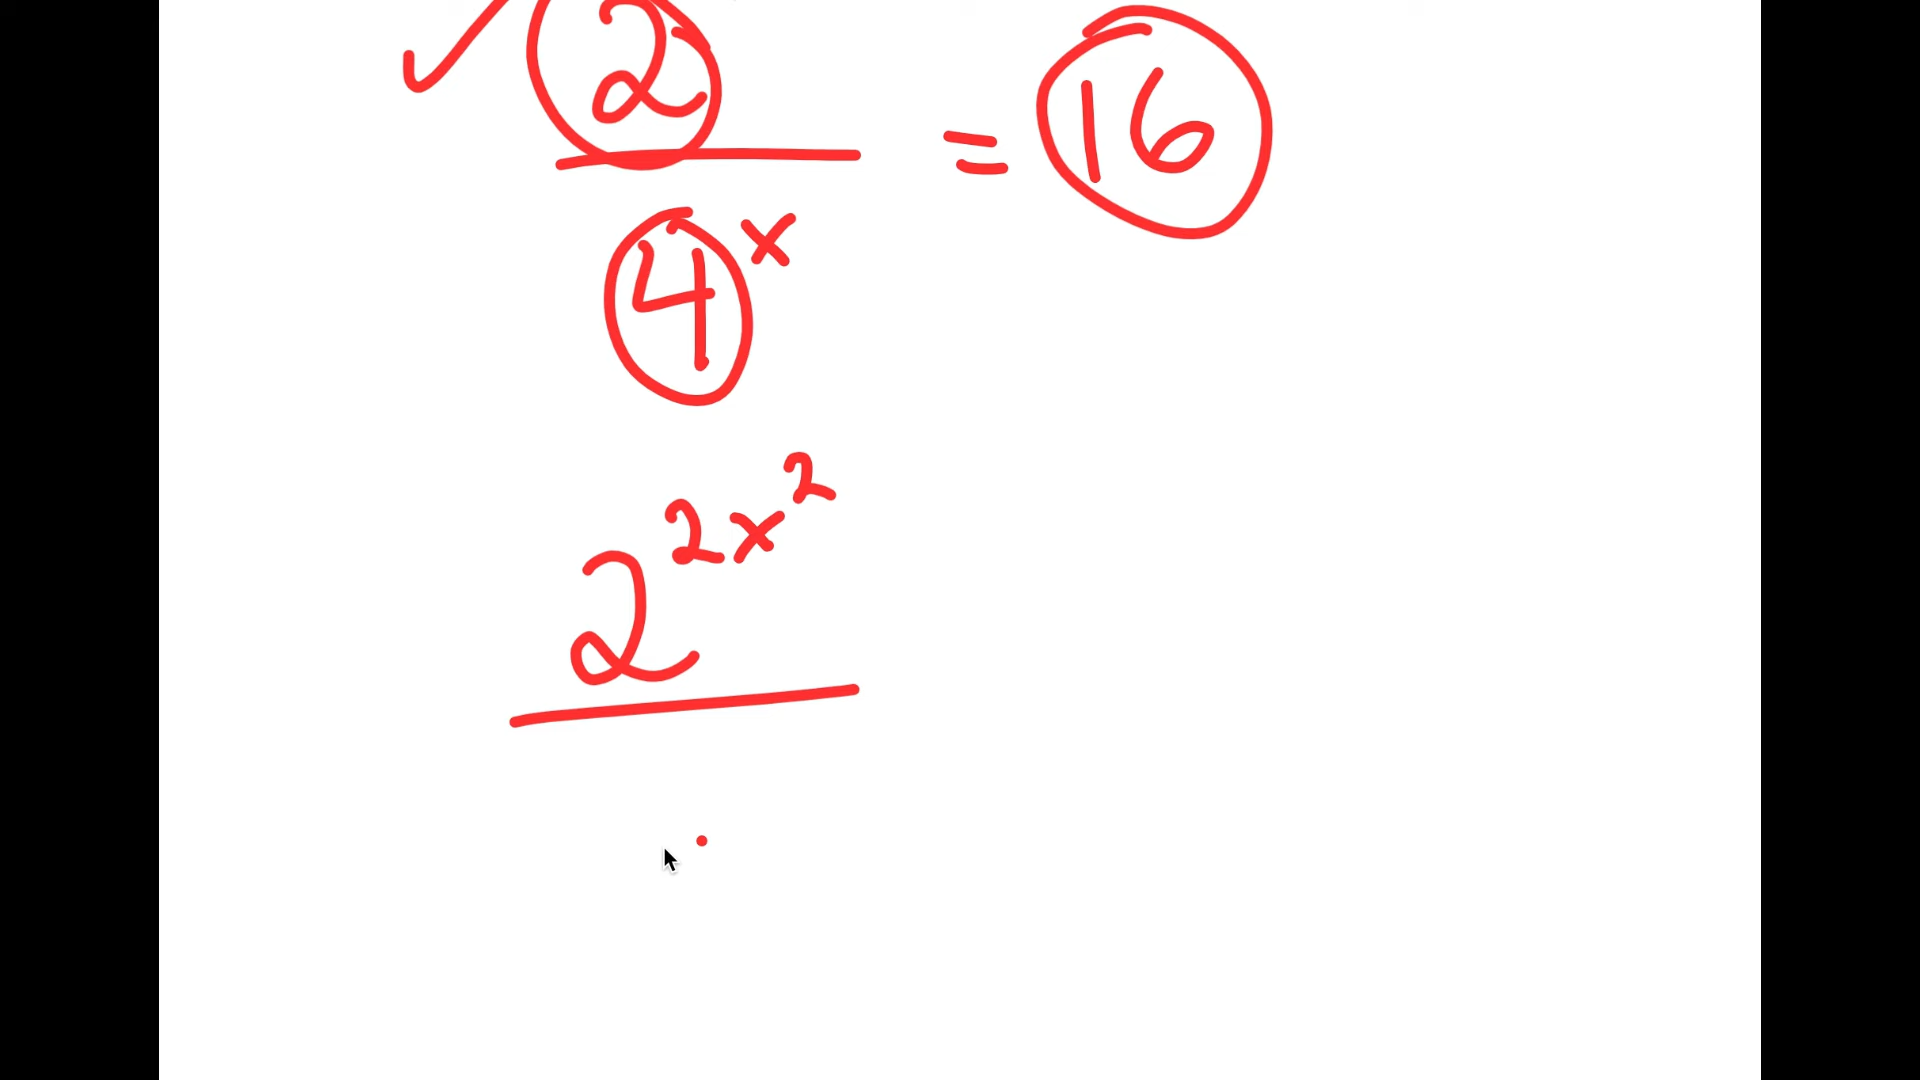 2
= 16
4^x
2^{2x^2}